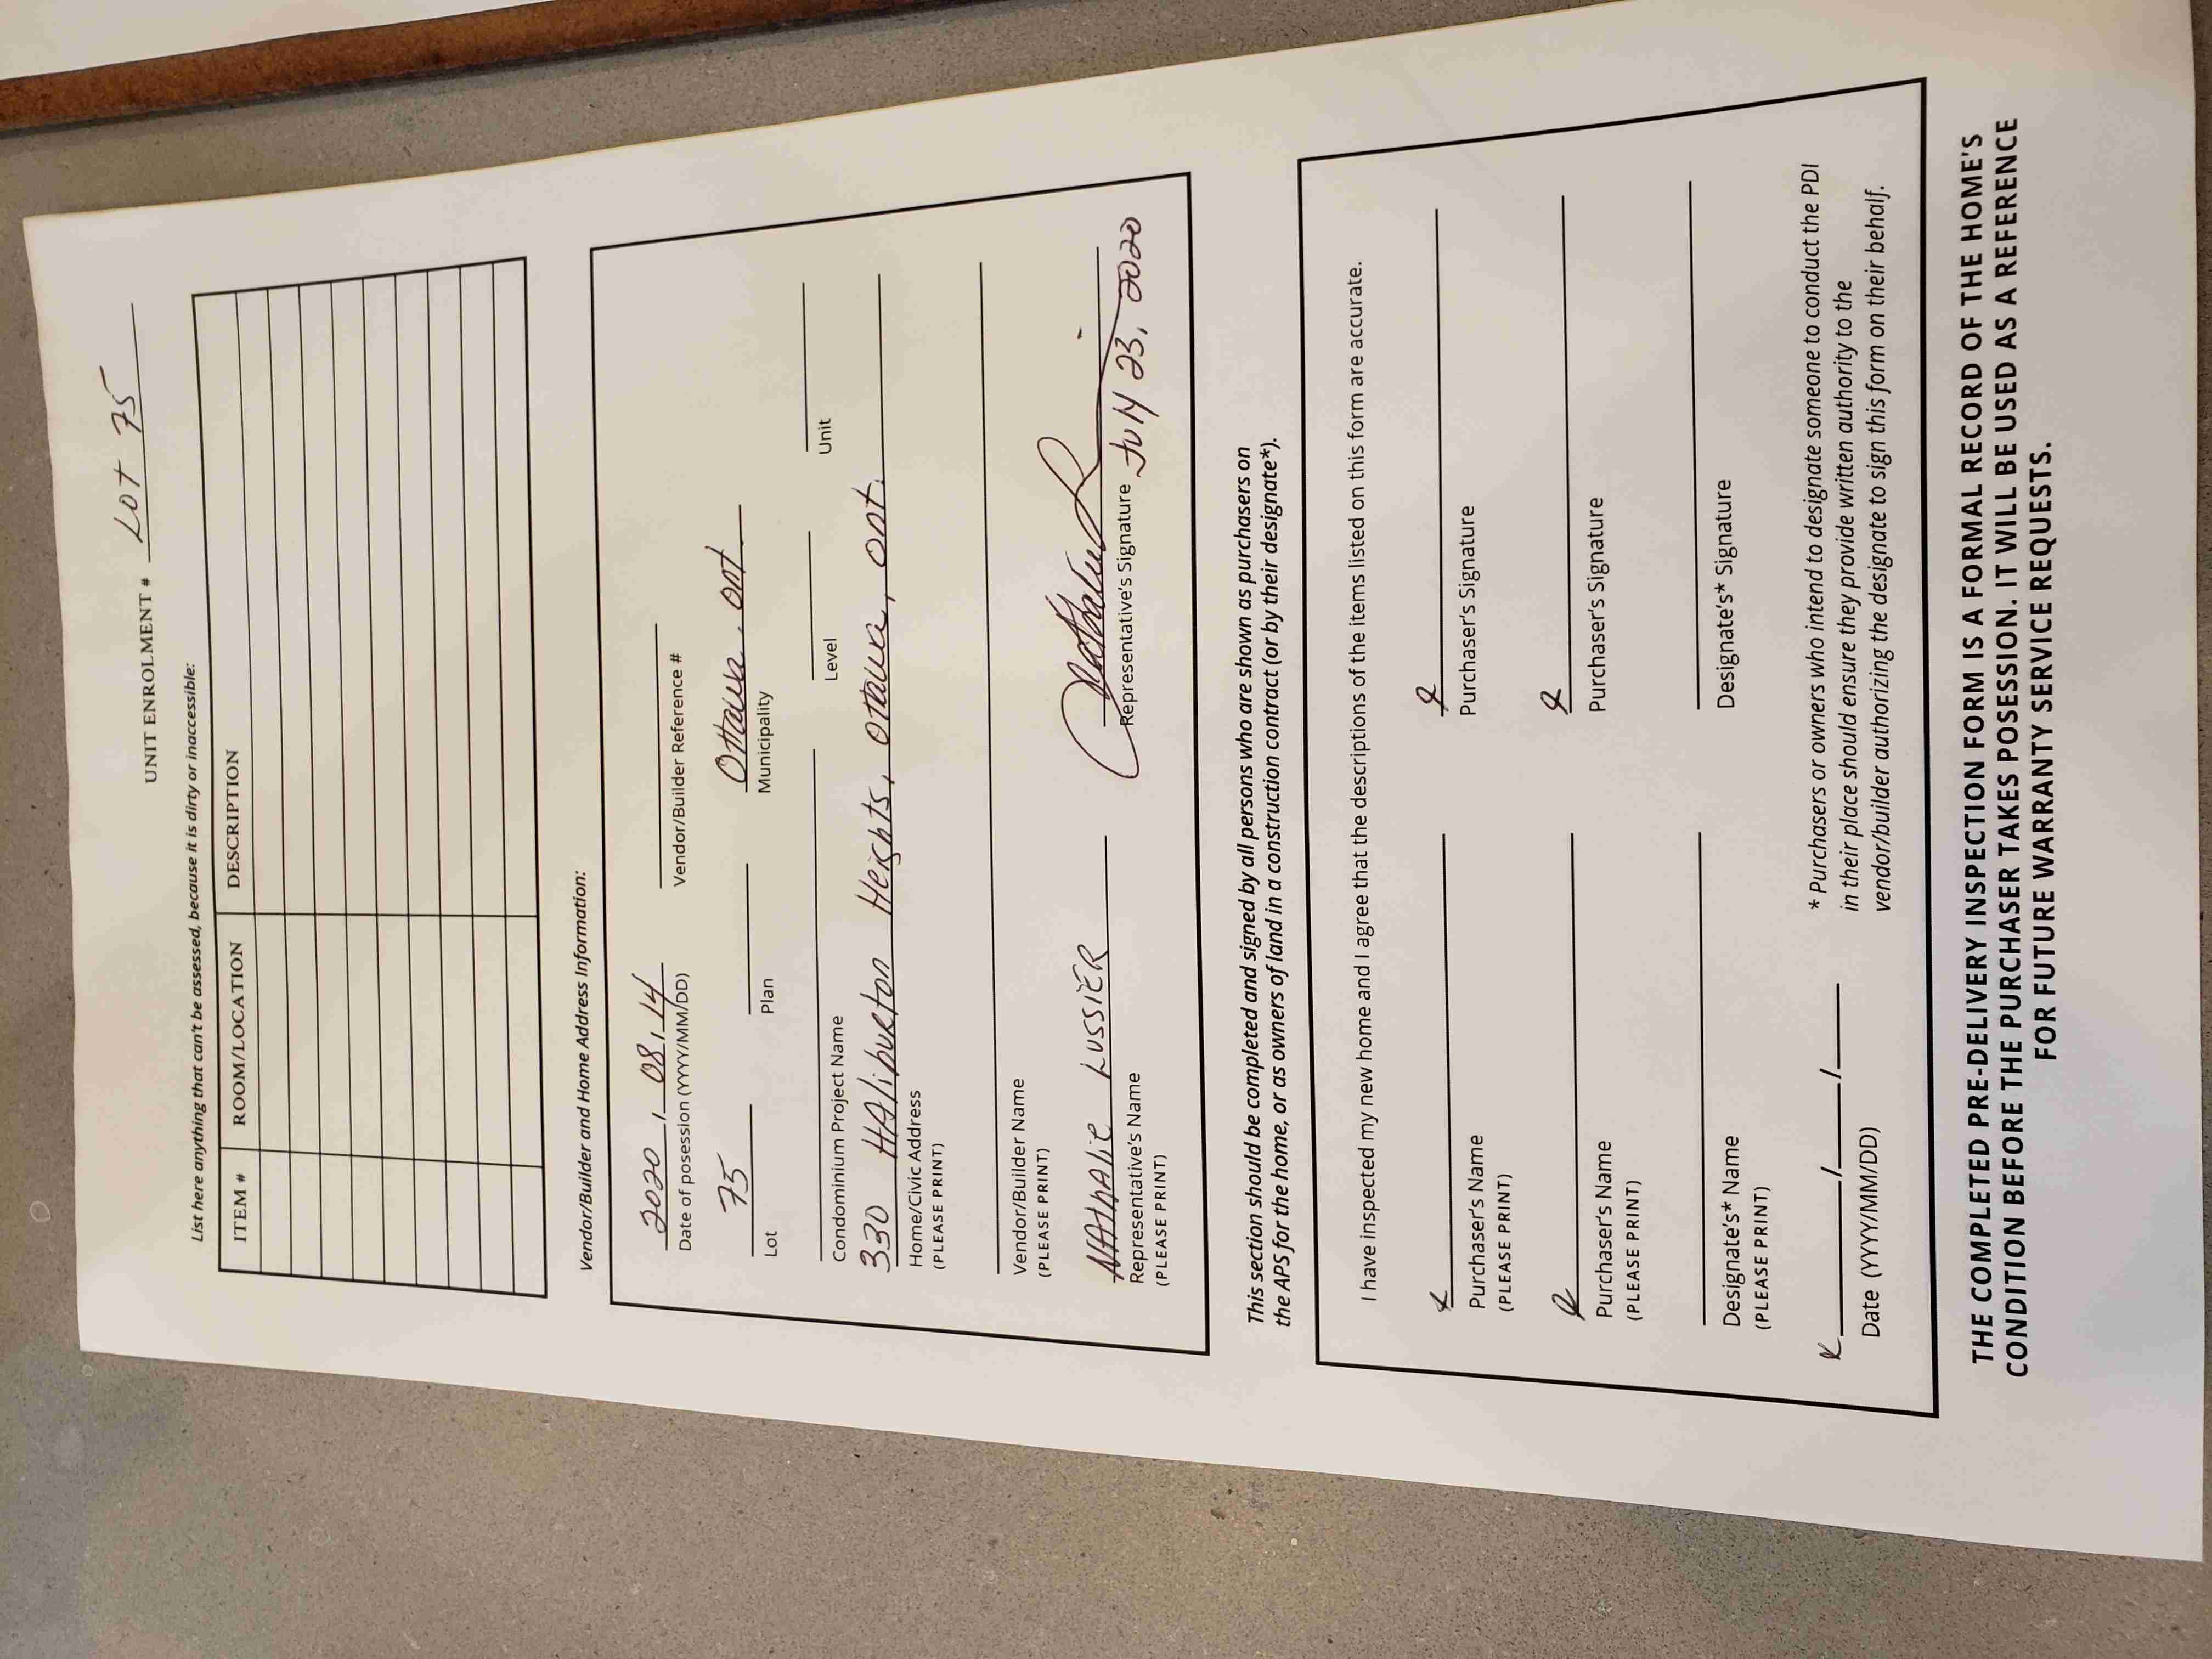 UNIT ENROLMENT # LOT 75
List here anything that can't be assessed, because it is dirty or inacessible:
ITEM # ROOM/LOCATION DESCRIPTION
Vendor/Builder and Home Address Information:
2020 / 08 / 14
Date of posession (YYYY/MM/DD) Vendor/Builder Reference #
75 Ottawa, ont
Lot Plan Municipality
Condominium Project Name Level Unit
330 HAliburton Heights, Ottawa, ont.
Home/Civic Address
(PLEASE PRINT)
Vendor/Builder Name
(PLEASE PRINT)
NAthAlie LUSSIER
Representative's Name Representative's Signature July 23, 2020
(PLEASE PRINT)
This section should be completed and signed by all persons who are shown as purchasers on
the APS for the home, or as owners of land in a construction contract (or by their designate*).
I have inspected my new home and I agree that the descriptions of the items listed on this form are accurate.
x x
Purchaser's Name Purchaser's Signature
(PLEASE PRINT)
x x
Purchaser's Name Purchaser's Signature
(PLEASE PRINT)
Designate's* Name Designate's* Signature
(PLEASE PRINT)
x / /
Date (YYYY/MM/DD)
* Purchasers or owners who intend to designate someone to conduct the PDI
in their place should ensure they provide written authority to the
vendor/builder authorizing the designate to sign this form on their behalf.
THE COMPLETED PRE-DELIVERY INSPECTION FORM IS A FORMAL RECORD OF THE HOME'S
CONDITION BEFORE THE PURCHASER TAKES POSESSION. IT WILL BE USED AS A REFERENCE
FOR FUTURE WARRANTY SERVICE REQUESTS.